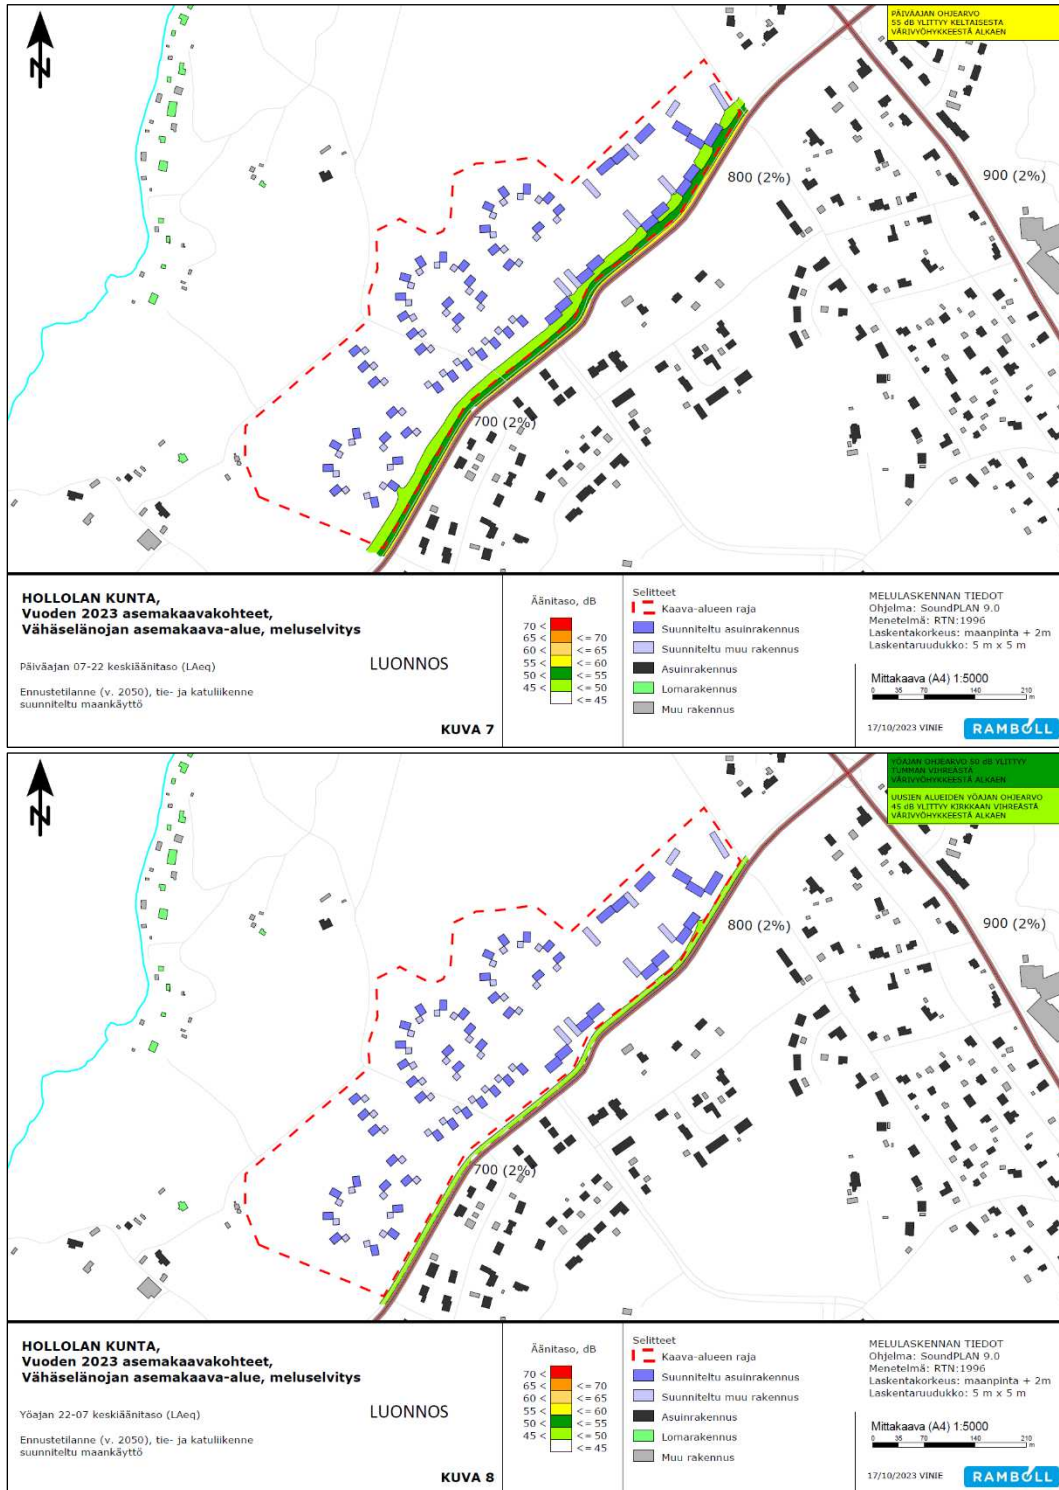 PÄIVÄAJAN OHJEARVO
55 dB YLITTYY KELTAISESTA
VÄRIVYÖHYKKEESTÄ ALKAEN
N
800 (2%)
900 (2%)
700 (2%)
HOLLOLAN KUNTA,
Vuoden 2023 asemakaavakohteet,
Vähäselänojan asemakaava-alue, meluselvitys
Päiväajan 07-22 keskiäänitaso (LAeq)
Ennustetilanne (v. 2050), tie- ja katuliikenne
suunniteltu maankäyttö
LUONNOS
KUVA 7
Äänitaso, dB
70 <
65 < <= 70
60 < <= 65
55 < <= 60
50 < <= 55
45 < <= 50
<= 45
Selitteet
Kaava-alueen raja
Suunniteltu asuinrakennus
Suunniteltu muu rakennus
Asuinrakennus
Lomarakennus
Muu rakennus
MELULASKENNAN TIEDOT
Ohjelma: SoundPLAN 9.0
Menetelmä: RTN:1996
Laskentakorkeus: maanpinta + 2m
Laskentaruudukko: 5 m x 5 m
Mittakaava (A4) 1:5000
0 35 70 140 210
m
17/10/2023 VINIE
RAMBOLL
YÖAJAN OHJEARVO 50 dB YLITTYY
TUMMAN VIHREÄSTÄ
VÄRIVYÖHYKKEESTÄ ALKAEN
UUSIEN ALUEIDEN YÖAJAN OHJEARVO
45 dB YLITTYY KIRKKAAN VIHREÄSTÄ
VÄRIVYÖHYKKEESTÄ ALKAEN
N
800 (2%)
900 (2%)
700 (2%)
HOLLOLAN KUNTA,
Vuoden 2023 asemakaavakohteet,
Vähäselänojan asemakaava-alue, meluselvitys
Yöajan 22-07 keskiäänitaso (LAeq)
Ennustetilanne (v. 2050), tie- ja katuliikenne
suunniteltu maankäyttö
LUONNOS
KUVA 8
Äänitaso, dB
70 <
65 < <= 70
60 < <= 65
55 < <= 60
50 < <= 55
45 < <= 50
<= 45
Selitteet
Kaava-alueen raja
Suunniteltu asuinrakennus
Suunniteltu muu rakennus
Asuinrakennus
Lomarakennus
Muu rakennus
MELULASKENNAN TIEDOT
Ohjelma: SoundPLAN 9.0
Menetelmä: RTN:1996
Laskentakorkeus: maanpinta + 2m
Laskentaruudukko: 5 m x 5 m
Mittakaava (A4) 1:5000
0 35 70 140 210
m
17/10/2023 VINIE
RAMBOLL